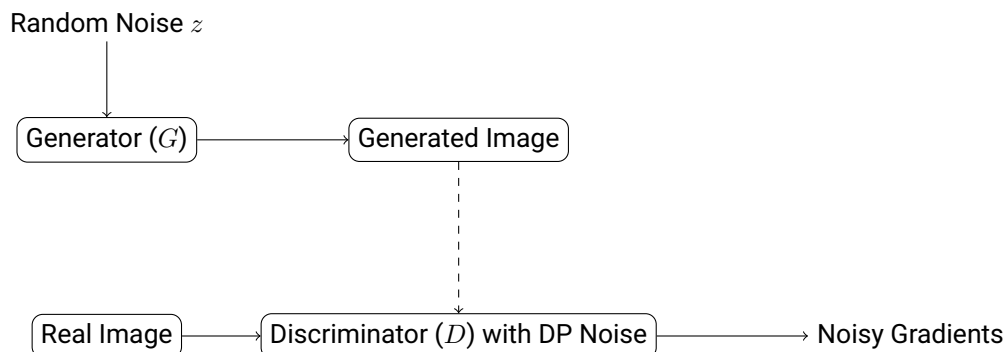 Random Noise z
Generator (G)
Generated Image
Real Image
Discriminator (D) with DP Noise
Noisy Gradients